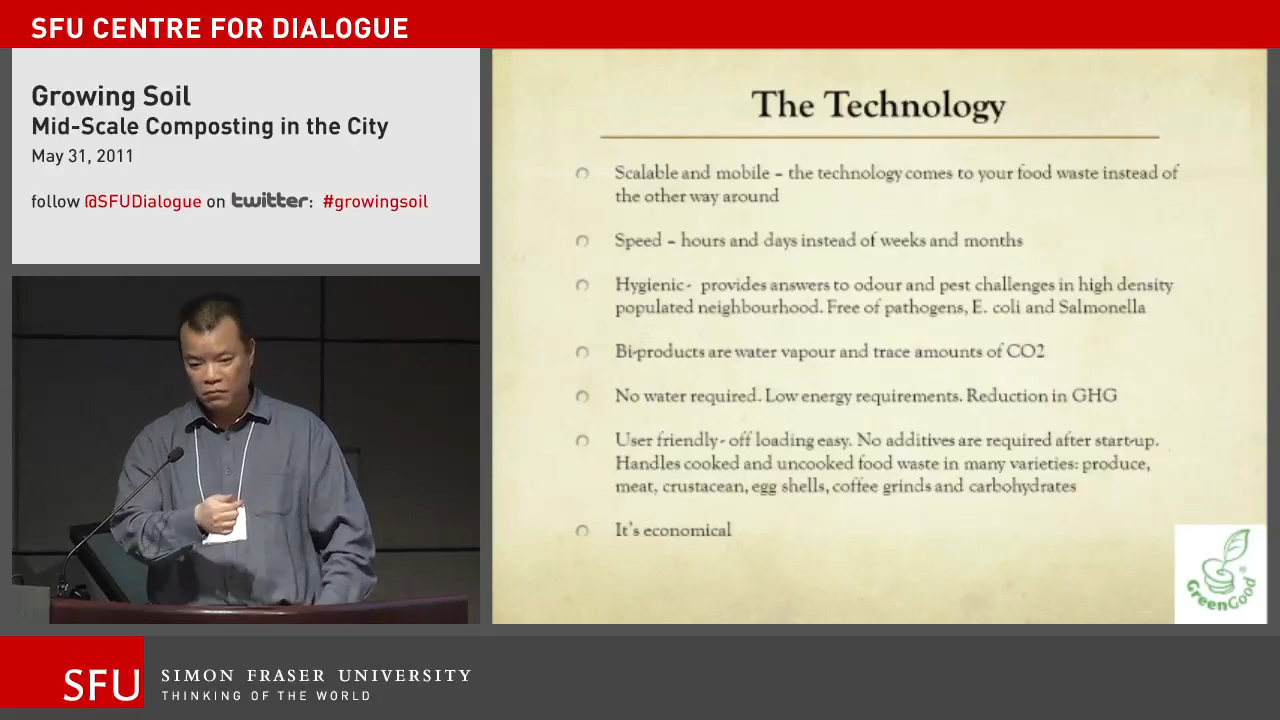 SFU CENTRE FOR DIALOGUE
Growing Soil
Mid-Scale Composting in the City
May 31, 2011
follow @SFUDialogue on twitter: #growingsoil
The Technology
Scalable and mobile – the technology comes to your food waste instead of
the other way around
Speed – hours and days instead of weeks and months
Hygienic- provides answers to odour and pest challenges in high density
populated neighbourhood. Free of pathogens, E. coli and Salmonella
Bi-products are water vapour and trace amounts of CO2
No water required. Low energy requirements. Reduction in GHG
User friendly- off loading easy. No additives are required after start-up.
Handles cooked and uncooked food waste in many varieties: produce,
meat, crustacean, egg shells, coffee grinds and carbohydrates
It's economical
GreenGood®
SFU
SIMON FRASER UNIVERSITY
THINKING OF THE WORLD